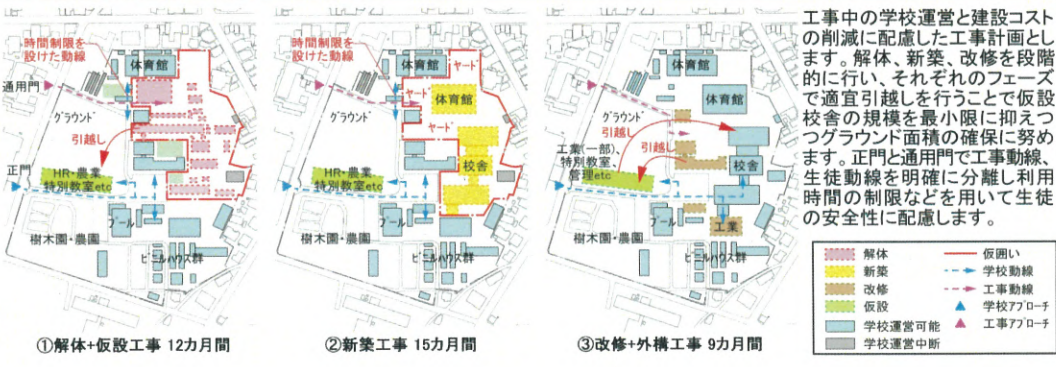 時間制限を
設けた動線
体育館
ヤード
通用門
グラウンド
引越し
正門
HR・農業
特別教室etc
プール
樹木園・農園
ビニルハウス群
①解体+仮設工事 12カ月間
時間制限を
設けた動線
体育館
ヤード
体育館
グラウンド
ヤード
HR・農業
特別教室etc
校舎
プール
樹木園・農園
ビニルハウス群
②新築工事 15カ月間
体育館
体育館
グラウンド
引越し
工業(一部)、
特別教室、
管理etc
引越し
校舎
プール
工業
樹木園・農園
ビニルハウス群
③改修+外構工事 9カ月間
工事中の学校運営と建設コスト
の削減に配慮した工事計画とし
ます。解体、新築、改修を段階
的に行い、それぞれのフェーズ
で適宜引越しを行うことで仮設
校舎の規模を最小限に抑えつ
つグラウンド面積の確保に努め
ます。正門と通用門で工事動線、
生徒動線を明確に分離し利用
時間の制限などを用いて生徒
の安全性に配慮します。
解体
新築
改修
仮設
学校運営可能
学校運営中断
仮囲い
学校動線
工事動線
学校アプローチ
工事アプローチ